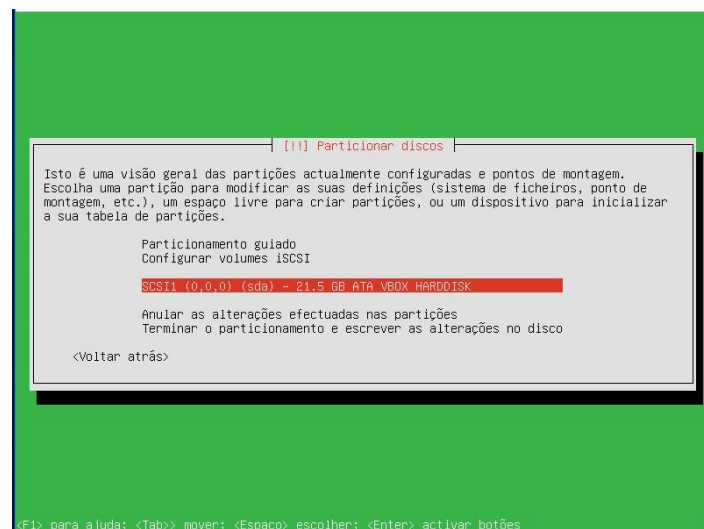 [!!] Particionar discos
Isto é uma visão geral das partições actualmente configuradas e pontos de montagem.
Escolha uma partição para modificar as suas definições (sistema de ficheiros, ponto de
montagem, etc.), um espaço livre para criar partições, ou um dispositivo para inicializar
a sua tabela de partições.
Particionamento guiado
Configurar volumes iSCSI
SCSI1 (0,0,0) (sda) - 21.5 GB ATA VBOX HARDDISK
Anular as alterações efectuadas nas partições
Terminar o particionamento e escrever as alterações no disco
<Voltar atrás>
<F1> para ajuda; <Tab>> mover; <Espaço> escolher; <Enter> activar botões